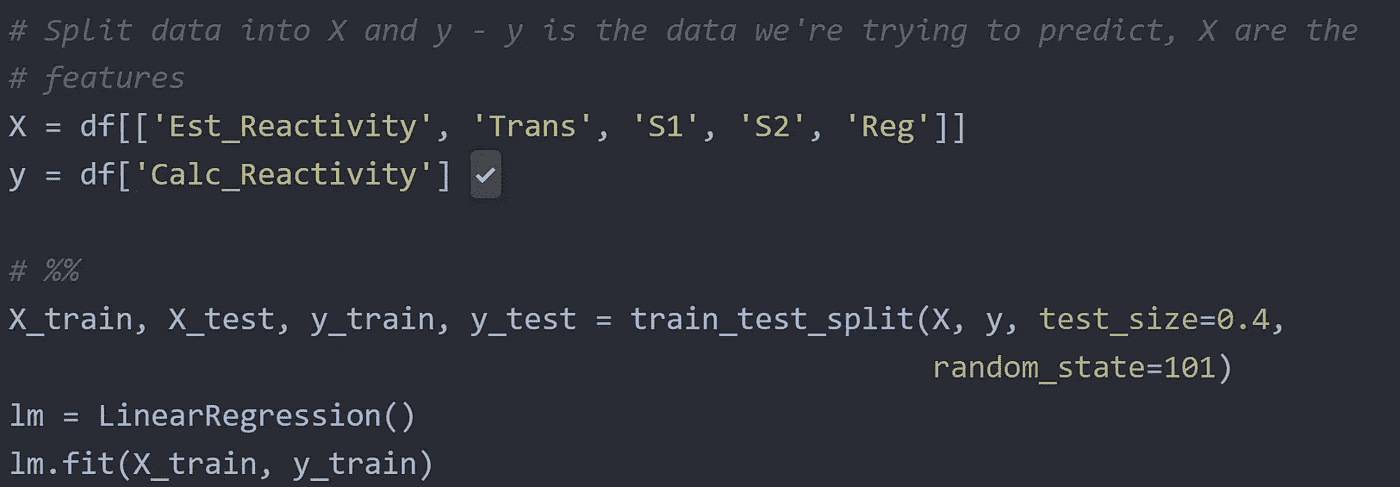 # Split data into X and y - y is the data we're trying to predict, X are the
# features
X = df[['Est_Reactivity', 'Trans', 'S1', 'S2', 'Reg']]
y = df['Calc_Reactivity'] ✓
# %%
X_train, X_test, y_train, y_test = train_test_split(X, y, test_size=0.4,
random_state=101)
lm = LinearRegression()
lm.fit(X_train, y_train)